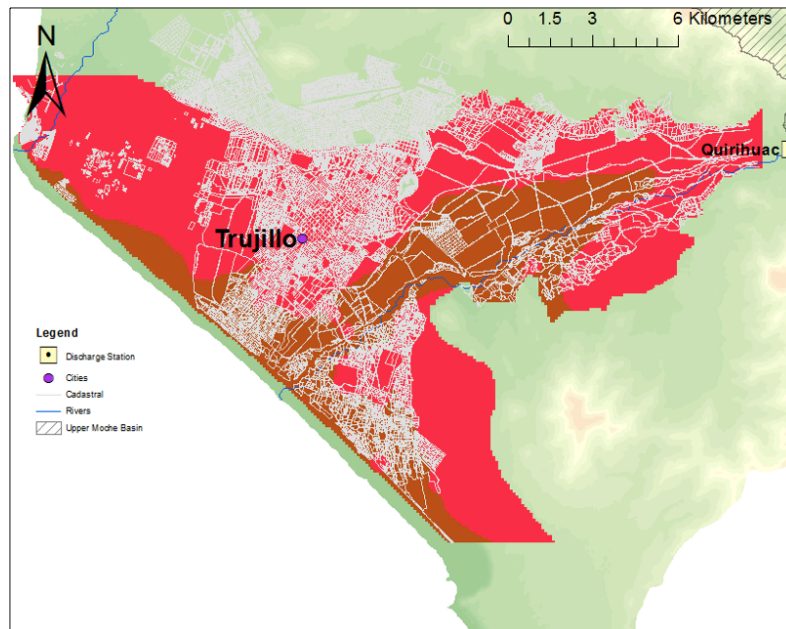 N
0 1.5 3 6 Kilometers
Quirihuac
Trujillo
Legend
Discharge Station
Cities
Cadastral
Rivers
Upper Moche Basin